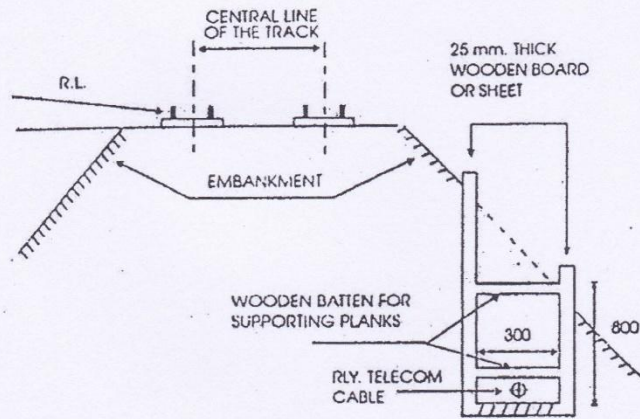 CENTRAL LINE
OF THE TRACK
25 mm. THICK
WOODEN BOARD
OR SHEET
R.L.
EMBANKMENT
WOODEN BATTEN FOR
SUPPORTING PLANKS
300
800
RLY. TELECOM
CABLE